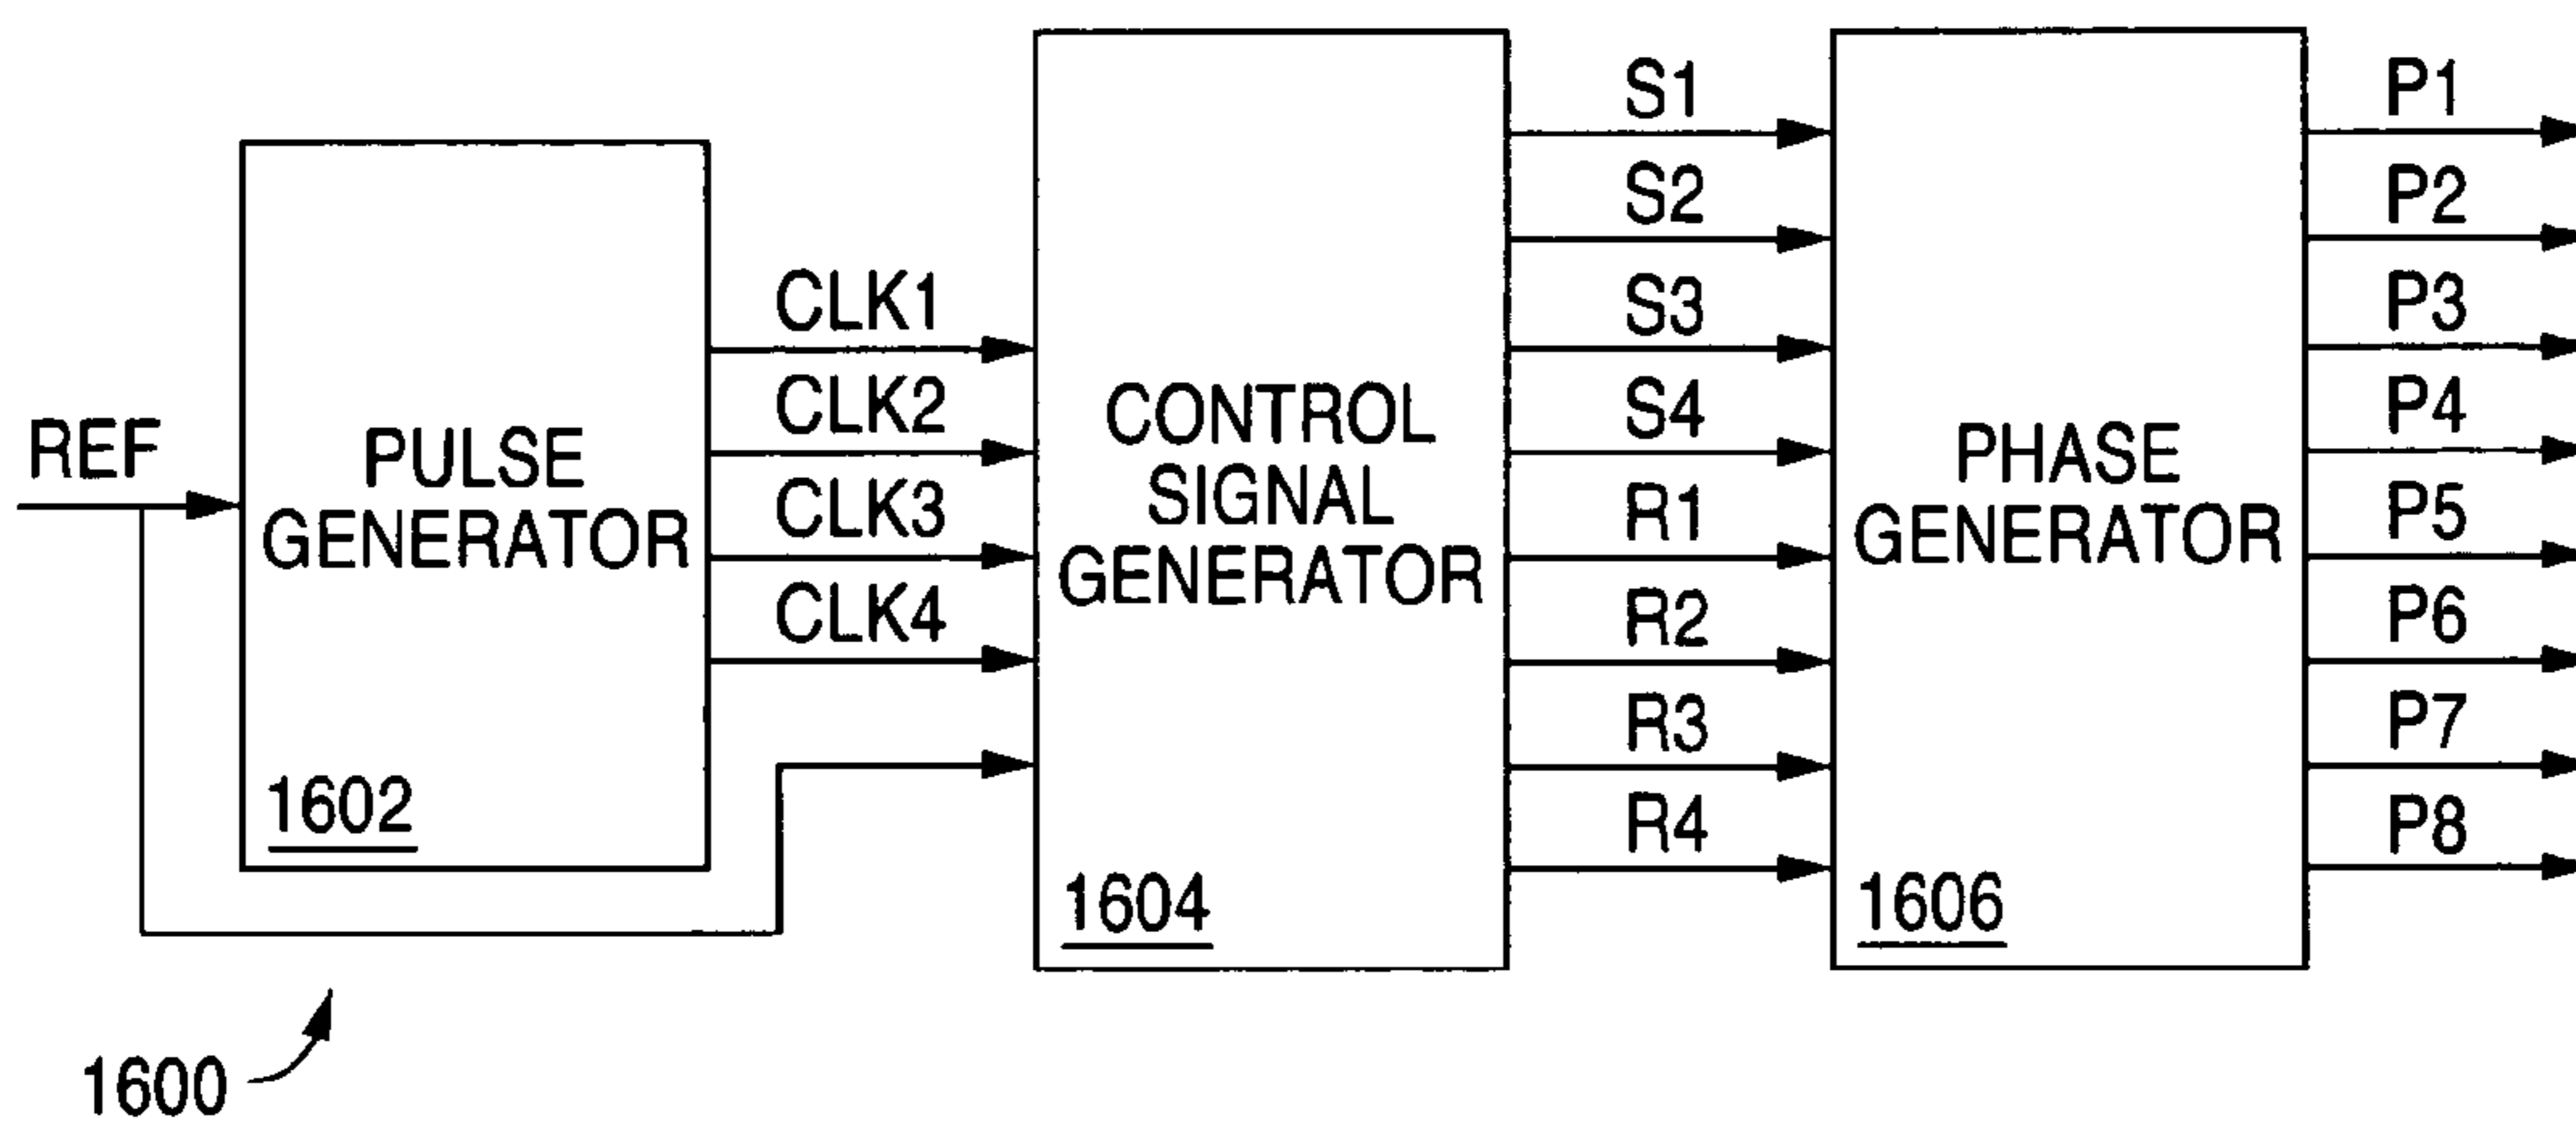 REF
PULSE
GENERATOR
1602
CLK1
CLK2
CLK3
CLK4
CONTROL
SIGNAL
GENERATOR
1604
S1
S2
S3
S4
R1
R2
R3
R4
PHASE
GENERATOR
1606
P1
P2
P3
P4
P5
P6
P7
P8
1600